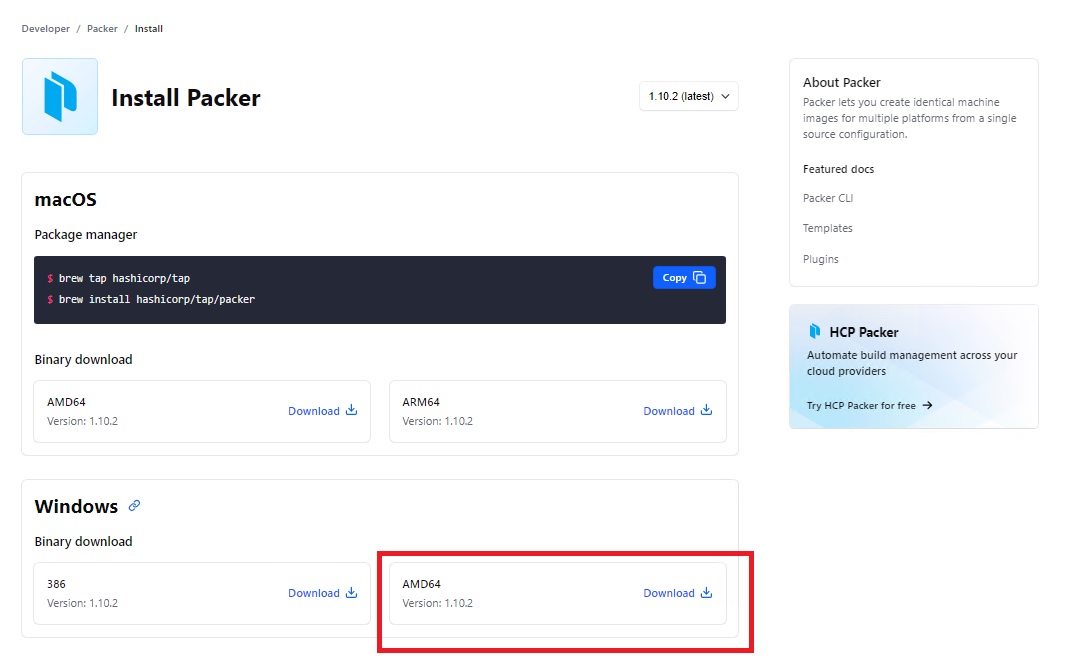 Developer / Packer / Install
Install Packer
1.10.2 (latest)
macOS
Package manager
$ brew tap hashicorp/tap
$ brew install hashicorp/tap/packer
Copy
Binary download
AMD64
Version: 1.10.2
Download
ARM64
Version: 1.10.2
Download
Windows
Binary download
386
Version: 1.10.2
Download
AMD64
Version: 1.10.2
Download
About Packer
Packer lets you create identical machine
images for multiple platforms from a single
source configuration.
Featured docs
Packer CLI
Templates
Plugins
HCP Packer
Automate build management across your
cloud providers
Try HCP Packer for free →